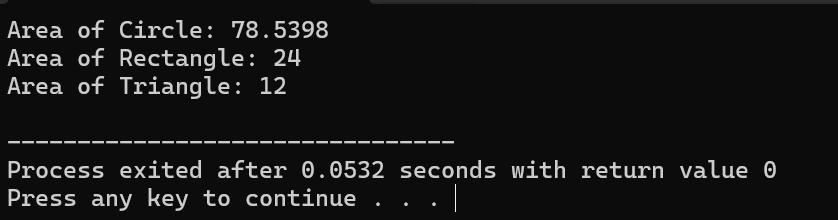 Area of Circle: 78.5398
Area of Rectangle: 24
Area of Triangle: 12
--------------------------------
Process exited after 0.0532 seconds with return value 0
Press any key to continue . . .